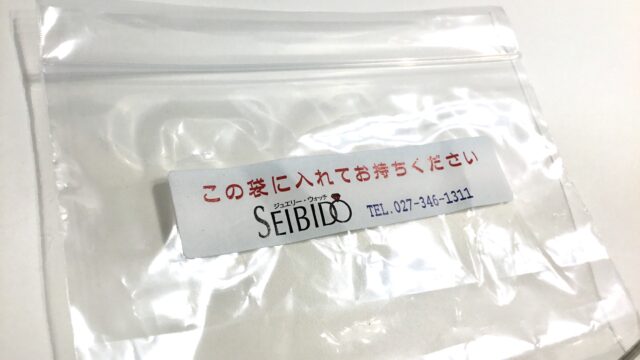 この袋に入れてお持ちください
ジュエリー・ウォッチ
SEIBIDO TEL.027-346-1311